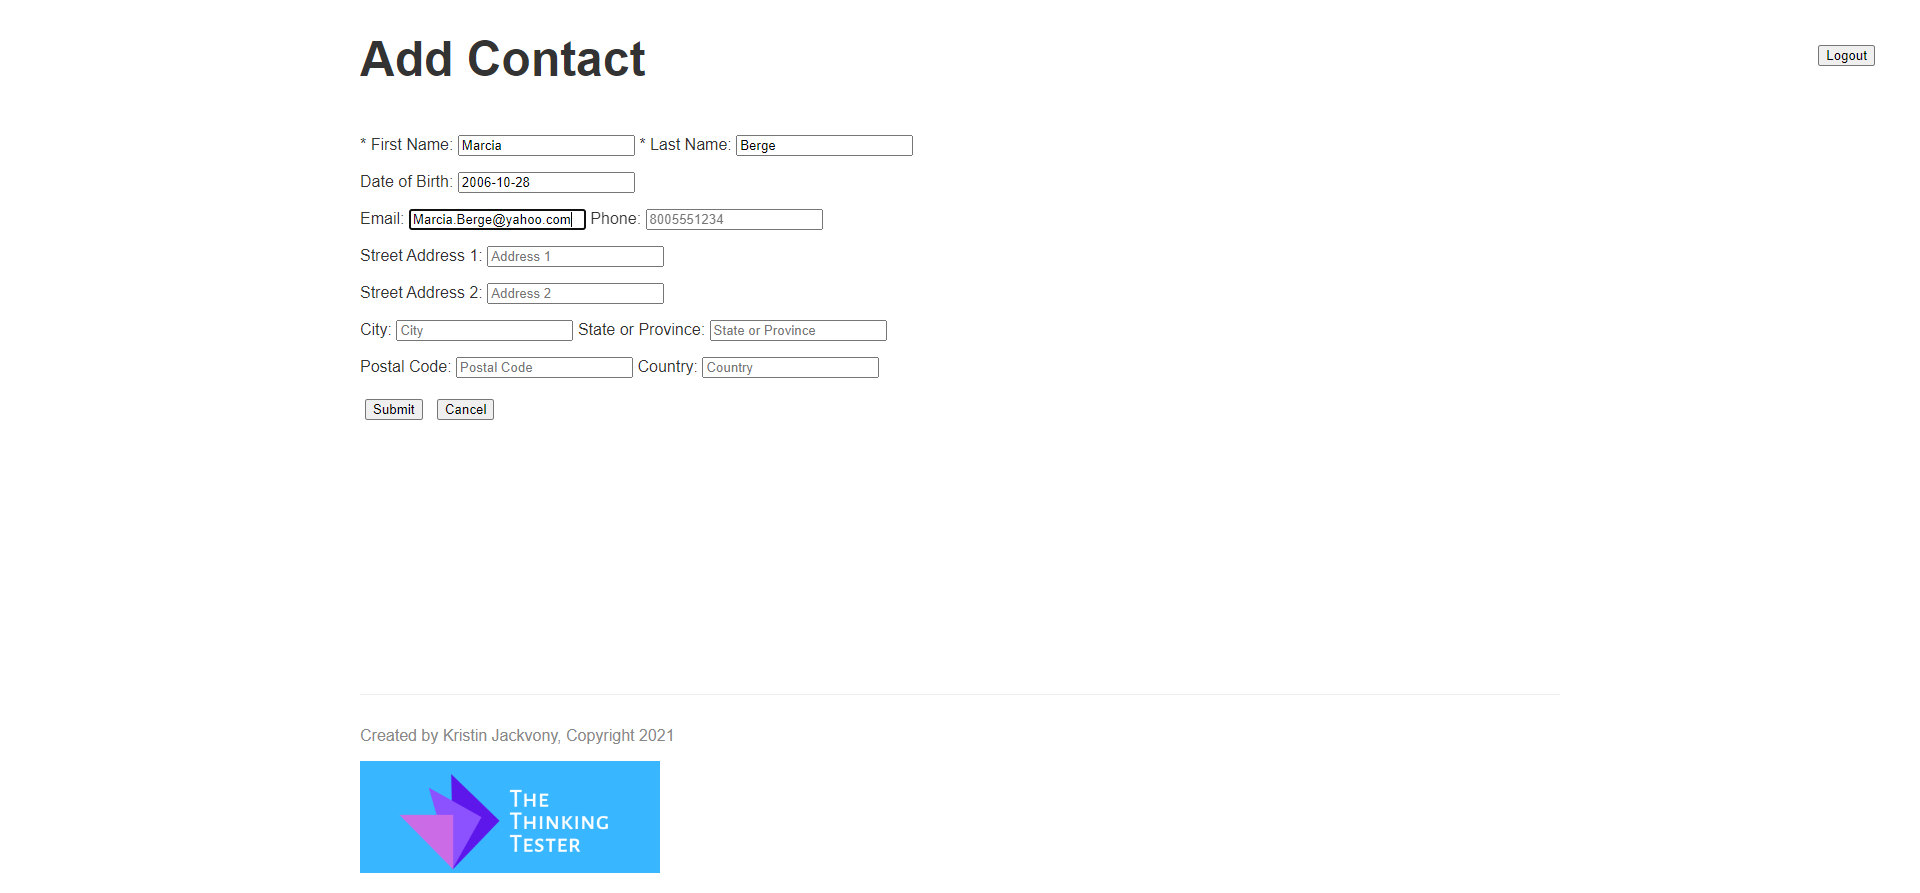 Add Contact
Logout
* First Name: Marcia * Last Name: Berge
Date of Birth: 2006-10-28
Email: Marcia.Berge@yahoo.com Phone: 8005551234
Street Address 1: Address 1
Street Address 2: Address 2
City: City State or Province: State or Province
Postal Code: Postal Code Country: Country
Submit Cancel
Created by Kristin Jackvony, Copyright 2021
THE
THINKING
TESTER